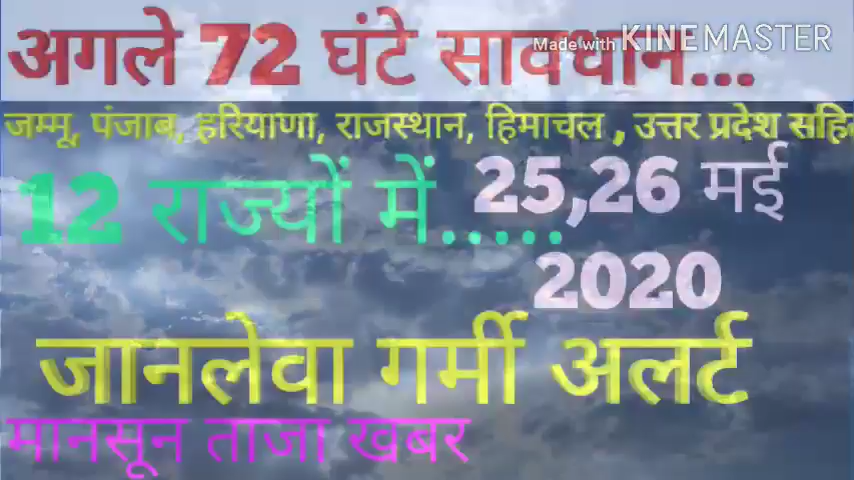 अगले 72 घंटे सावधान...
Made with KINEMASTER
जम्मू, पंजाब, हरियाणा, राजस्थान, हिमाचल , उत्तर प्रदेश सहि
12 राज्यों में.....
25,26 मई
2020
जानलेवा गर्मी अलर्ट
मानसून ताजा खबर